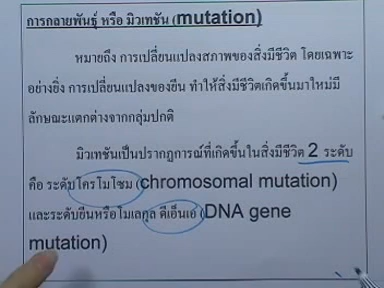 การกลายพันธุ์ หรือ มิวเทชัน (mutation)
หมายถึง การเปลี่ยนแปลงสภาพของสิ่งมีชีวิต โดยเฉพาะ
อย่างยิ่ง การเปลี่ยนแปลงของยีน ทำให้สิ่งมีชีวิตเกิดขึ้นมาใหม่มี
ลักษณะแตกต่างจากกลุ่มปกติ
มิวเทชันเป็นปรากฏการณ์ที่เกิดขึ้นในสิ่งมีชีวิต 2 ระดับ
คือ ระดับโครโมโซม (chromosomal mutation)
และระดับยีนหรือโมเลกุล ดีเอ็นเอ (DNA gene
mutation)